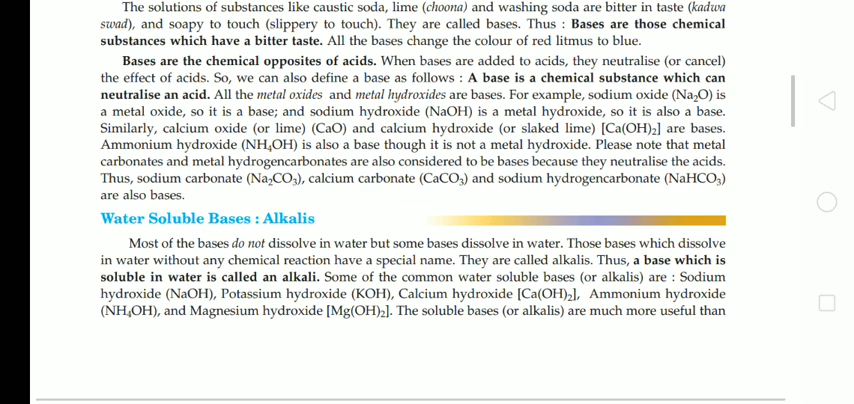 The solutions of substances like caustic soda, lime (choona) and washing soda are bitter in taste (kadwa
swad), and soapy to touch (slippery to touch). They are called bases. Thus : Bases are those chemical
substances which have a bitter taste. All the bases change the colour of red litmus to blue.
Bases are the chemical opposites of acids. When bases are added to acids, they neutralise (or cancel)
the effect of acids. So, we can also define a base as follows : A base is a chemical substance which can
neutralise an acid. All the metal oxides and metal hydroxides are bases. For example, sodium oxide (Na₂O) is
a metal oxide, so it is a base; and sodium hydroxide (NaOH) is a metal hydroxide, so it is also a base.
Similarly, calcium oxide (or lime) (CaO) and calcium hydroxide (or slaked lime) [Ca(OH)₂] are bases.
Ammonium hydroxide (NH₄OH) is also a base though it is not a metal hydroxide. Please note that metal
carbonates and metal hydrogencarbonates are also considered to be bases because they neutralise the acids.
Thus, sodium carbonate (Na₂CO₃), calcium carbonate (CaCO₃) and sodium hydrogencarbonate (NaHCO₃)
are also bases.
Water Soluble Bases : Alkalis
Most of the bases do not dissolve in water but some bases dissolve in water. Those bases which dissolve
in water without any chemical reaction have a special name. They are called alkalis. Thus, a base which is
soluble in water is called an alkali. Some of the common water soluble bases (or alkalis) are : Sodium
hydroxide (NaOH), Potassium hydroxide (KOH), Calcium hydroxide [Ca(OH)₂], Ammonium hydroxide
(NH₄OH), and Magnesium hydroxide [Mg(OH)₂]. The soluble bases (or alkalis) are much more useful than